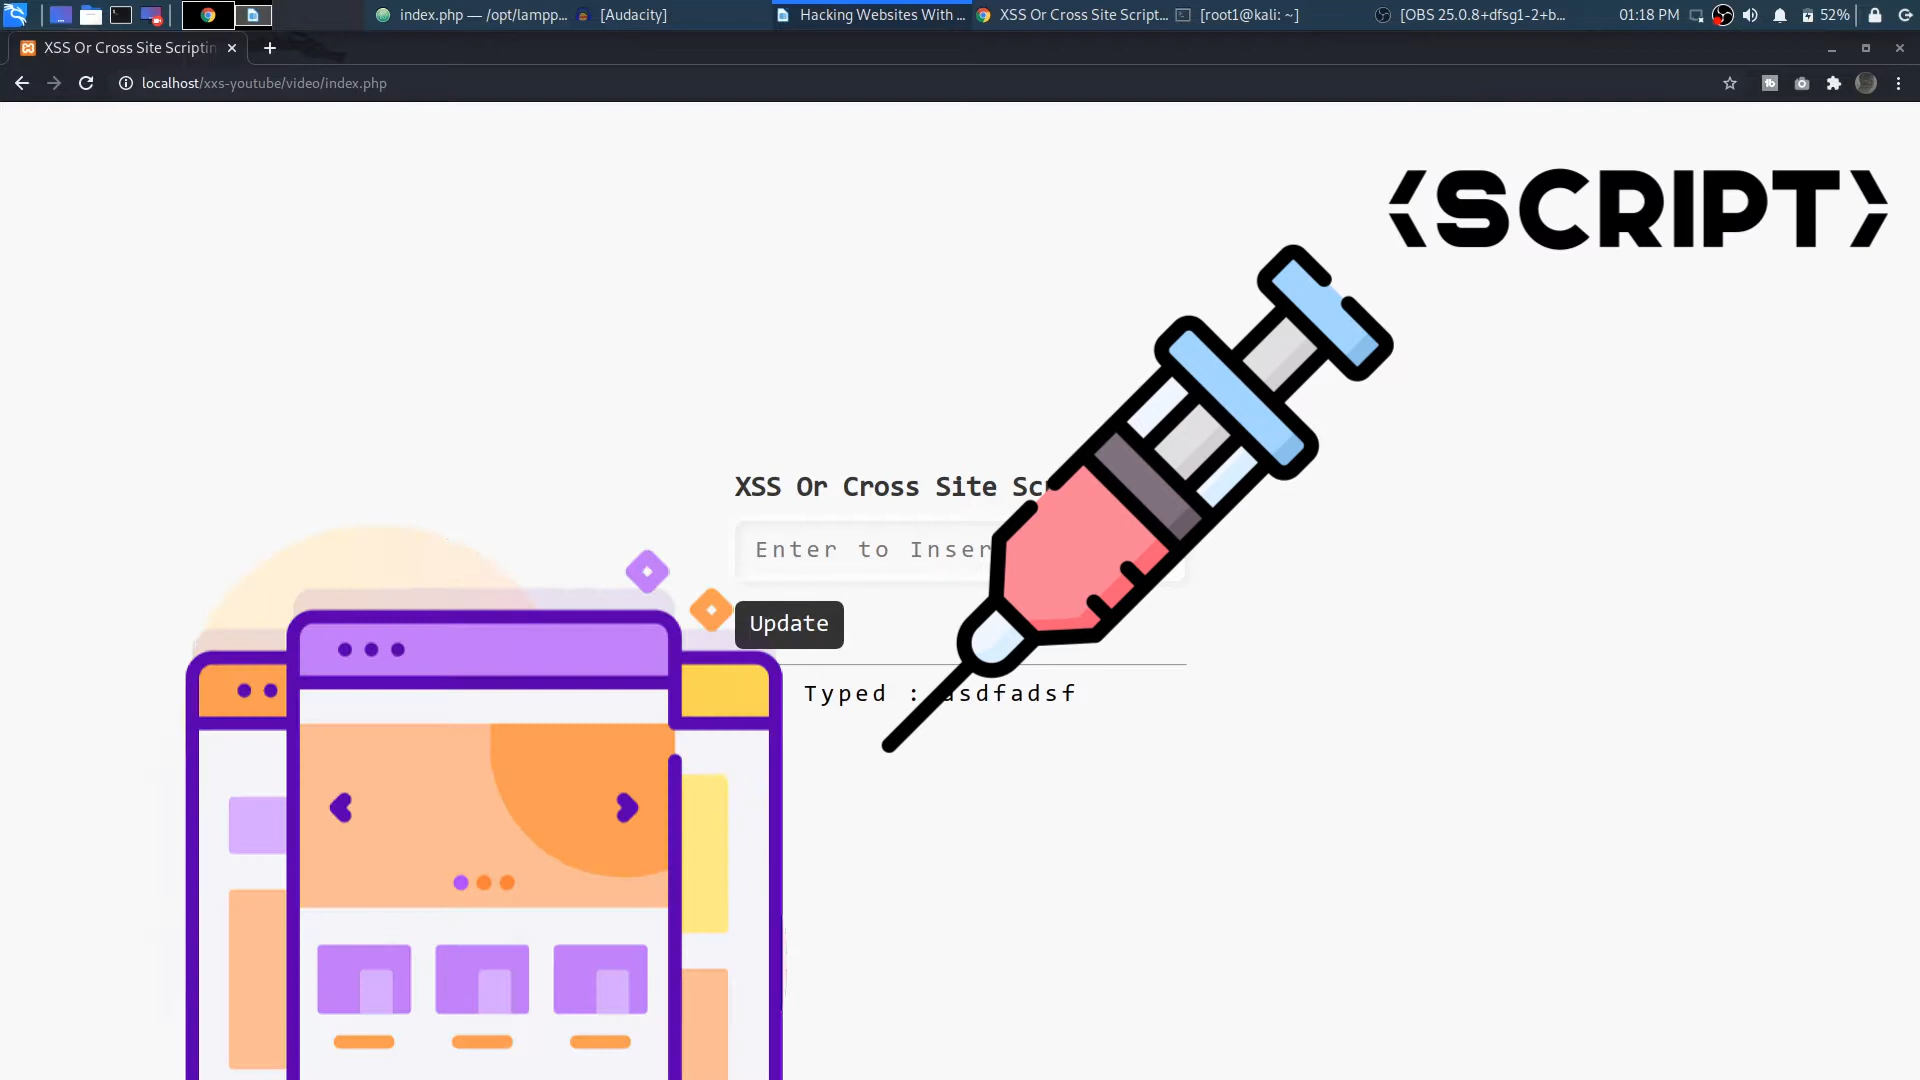 index.php — /opt/lampp...
[Audacity]
Hacking Websites With ...
XSS Or Cross Site Script...
[root1@kali: ~]
[OBS 25.0.8+dfsg1-2+b...
01:18 PM
52%
XSS Or Cross Site Scriptin
localhost/xxs-youtube/video/index.php
<SCRIPT>
XSS Or Cross Site
Enter to Inser
Update
Typed : asdfadsf